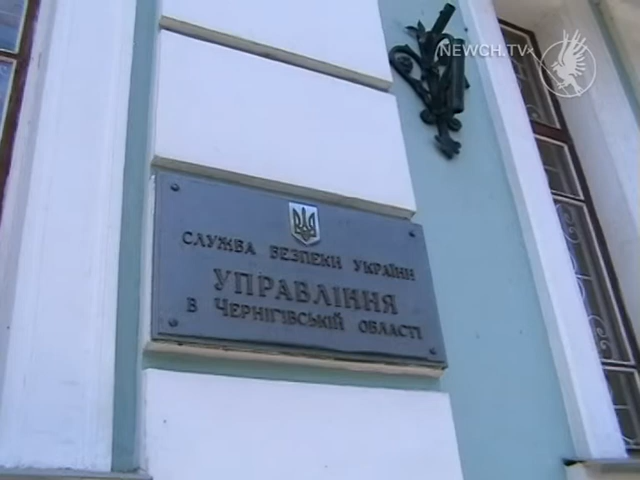 NEWCH.TV
СЛУЖБА БЕЗПЕКИ УКРАЇНИ
УПРАВЛІННЯ
В ЧЕРНІГІВСЬКІЙ ОБЛАСТІ